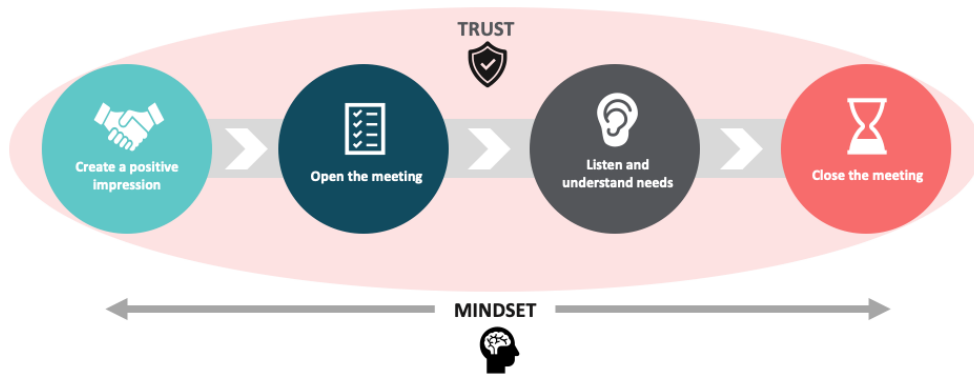 TRUST
Create a positive
impression
Open the meeting
Listen and
understand needs
Close the meeting
MINDSET